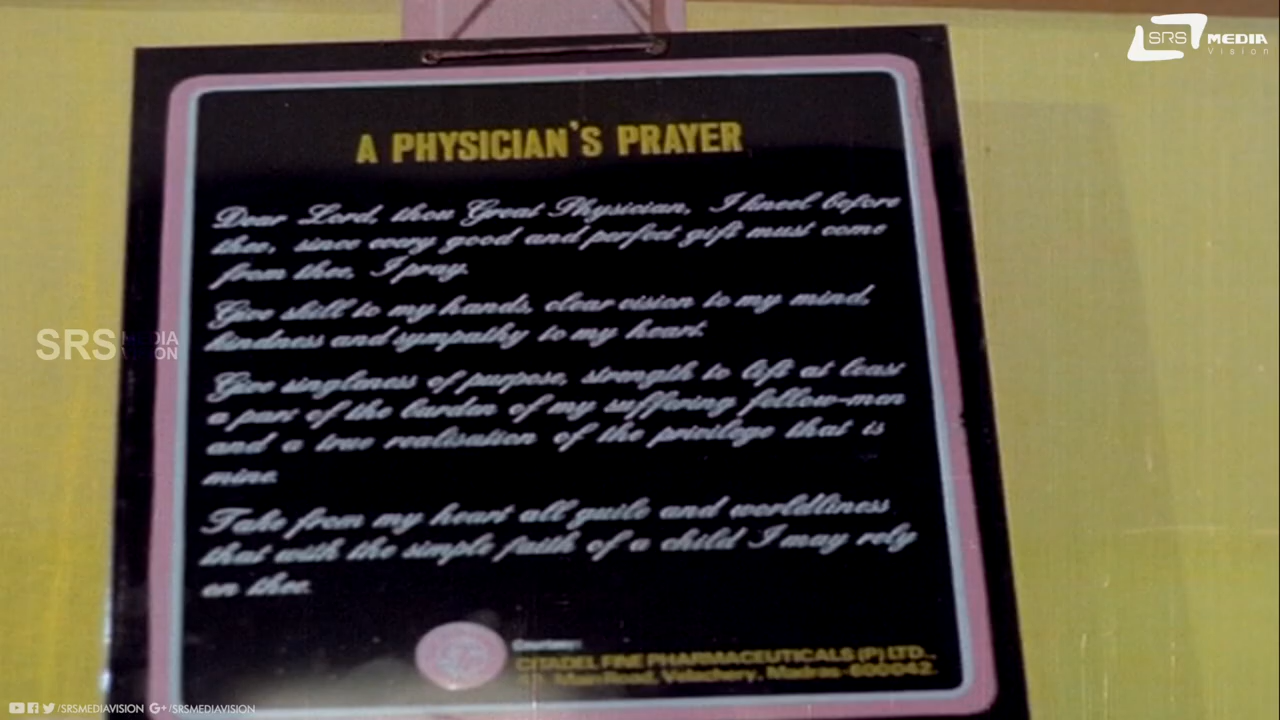 SRS MEDIA
Vision
A PHYSICIAN'S PRAYER
Dear Lord, thou Great Physician, I kneel before
thee, since every good and perfect gift must come
from thee, I pray.
Give skill to my hands, clear vision to my mind,
kindness and sympathy to my heart.
Give singleness of purpose, strength to lift at least
a part of the burden of my suffering fellow-men
and a true realisation of the privilege that is
mine.
Take from my heart all guile and worldliness
that with the simple faith of a child I may rely
on thee.
Courtesy:
CITADEL FINE PHARMACEUTICALS (P) LTD.,
Main Road, Velachery, Madras-600042.
SRS MEDIA
VISION
/SRSMEDIAVISION G+/SRSMEDIAVISION